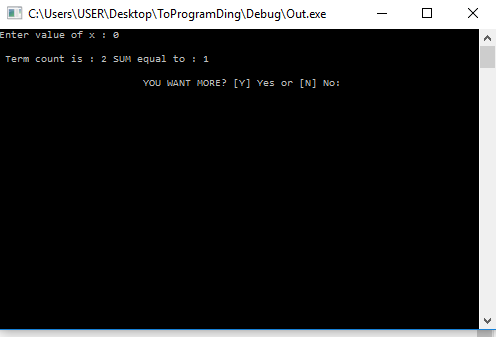 C:\Users\USER\Desktop\ToProgramDing\Debug\Out.exe
Enter value of x : 0
Term count is : 2 SUM equal to : 1
YOU WANT MORE? [Y] Yes or [N] No: